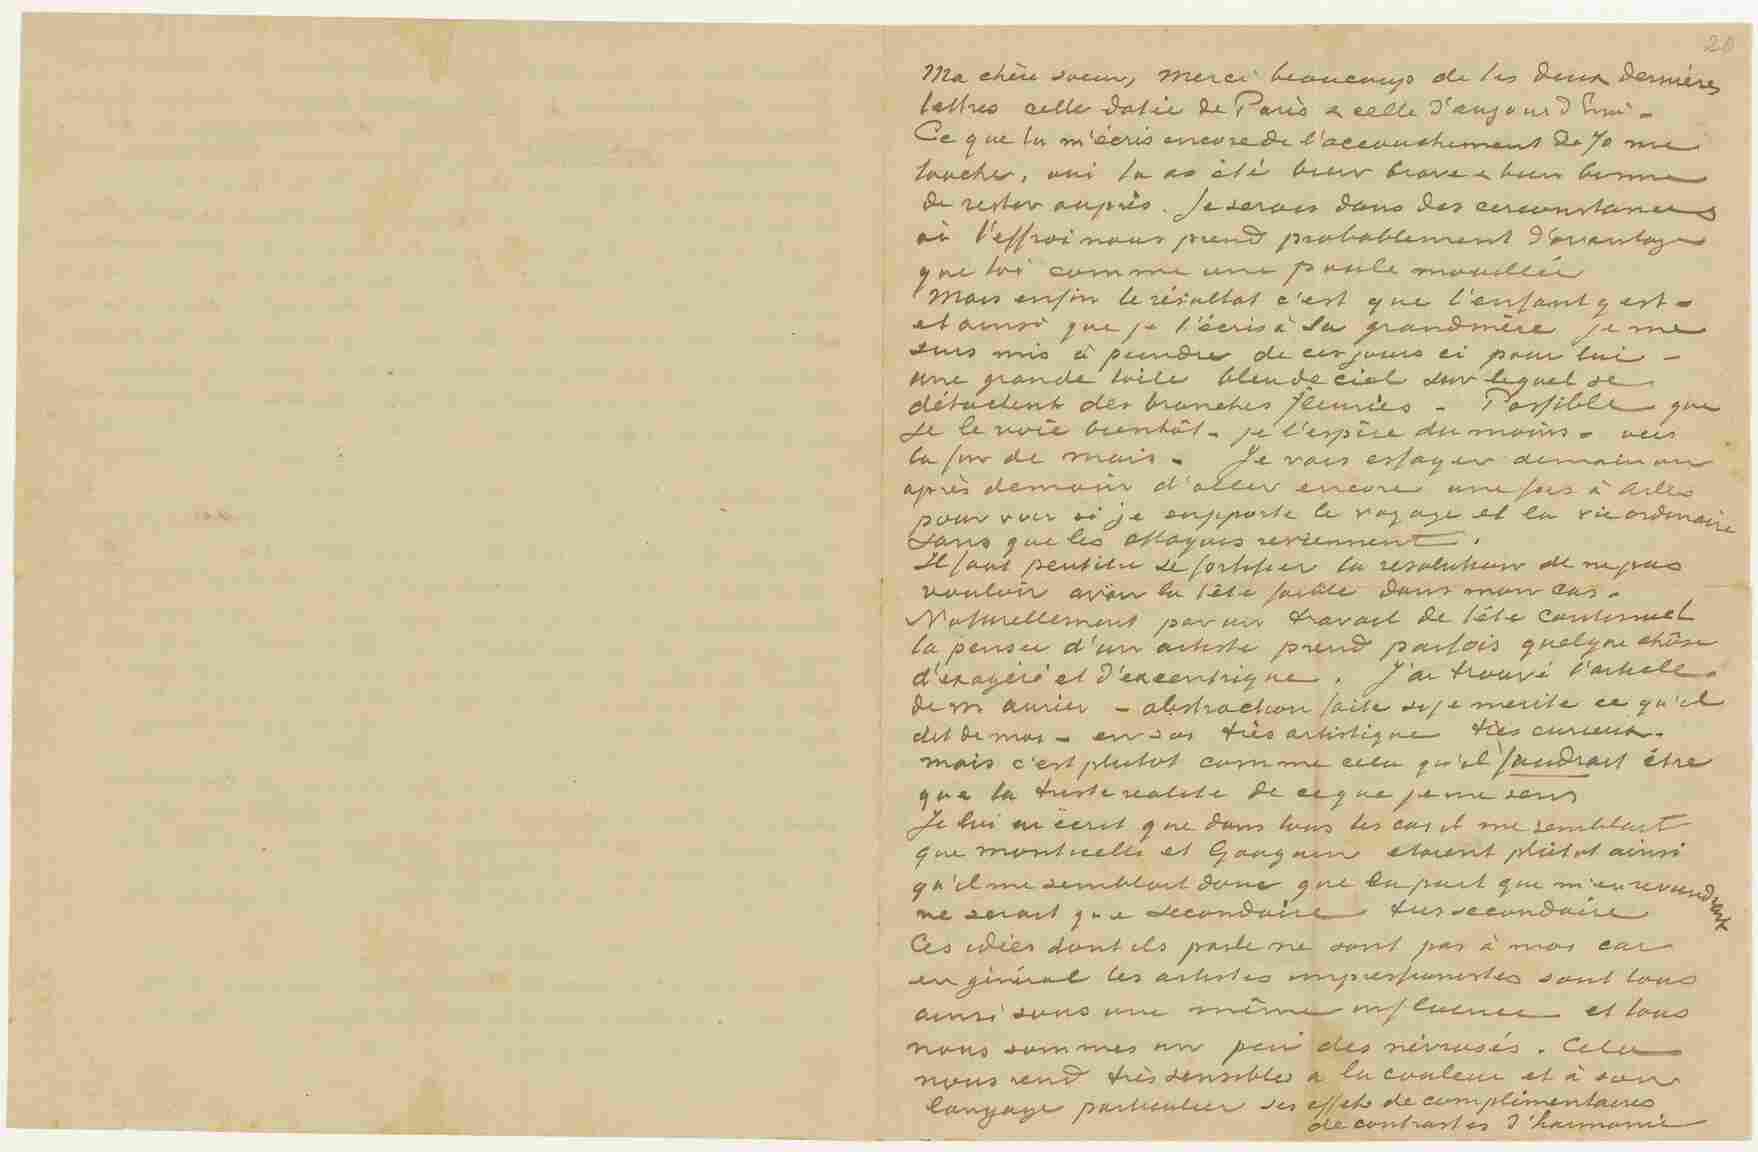 20
Ma chère soeur, merci beaucoup de tes deux dernières
lettres celle datée de Paris & celle d'aujourd'hui –
Ce que tu m'écris encore de l'accouchement de Jo me
touche, oui tu as été bien brave & bien bonne
de rester auprès. Je serais dans des circonstances
où l'effroi nous prend probablement d'avantage
que toi comme une poule mouillée
Mais enfin le résultat c'est que l'enfant y est –
et ainsi que je l'écris à sa grandmère je me
suis mis à peindre de ces jours ci pour lui –
une grande toile bleu de ciel sur lequel se
détachent des branches fleuries – Possible que
je le voie bientôt – je l'espère du moins – vers
la fin de mars – Je vais essayer demain ou
après demain d'aller encore une fois à Arles
pour voir si je supporte le voyage et la vie ordinaire
sans que les attaques reviennent.
Il faut peutêtre se fortifier la resolution de ne pas
vouloir avoir la tête faible dans mon cas.
Naturellement par un travail de tête continuel
la pensée d'un artiste prend parfois quelque chôse
d'exagéré et d'excentrique. J'ai trouvé l'article
de M Aurier – abstraction faite si je merite ce qu'il
dit de moi – en soi très artistique très curieux –
mais c'est plutot comme cela qu'il faudrait être
que la triste realite de ce que je me sens
Je lui ai écrit que dans tous les cas il me semblait
que Monticelli et Gauguin etaient plûtot ainsi
qu'il me semblait donc que la part que m'en reviendrait
ne serait que secondaire tres secondaire
Ces idées dont ils parle ne sont pas à moi car
en général les artistes impressionistes sont tous
ainsi sous une même influence et tous
nous sommes un peu des névrosés. Cela
nous rend très sensibles a la couleur et à son
langage particulier ses effets de complémentaires
de contrastes d'harmonie